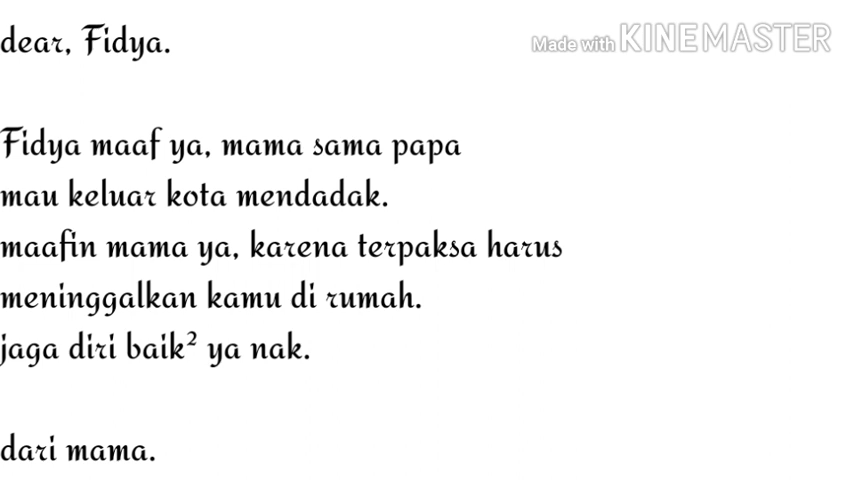 dear, Fidya.
Made with KINEMASTER
Fidya maaf ya, mama sama papa
mau keluar kota mendadak.
maafin mama ya, karena terpaksa harus
meninggalkan kamu di rumah.
jaga diri baik² ya nak.
dari mama.